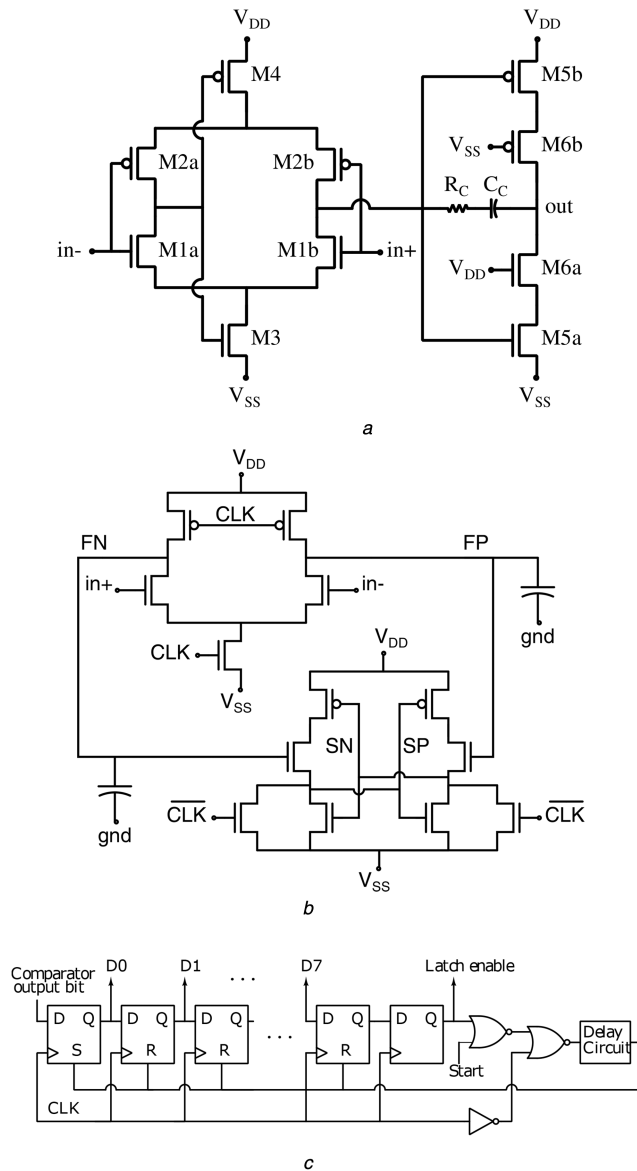 VDD VDD
M4 M5b
M2a M2b VSS M6b
RC CC
out
in- M1a M1b in+ VDD M6a
M3 M5a
VSS VSS
a
VDD
CLK
FN FP
in+ in-
gnd
CLK VDD
VSS
SN SP
gnd CLK CLK
VSS
b
Comparator output bit D0 D1 ... D7 Latch enable
D Q D Q D Q ... D Q D Q Delay Circuit
S R R R Start
CLK
c